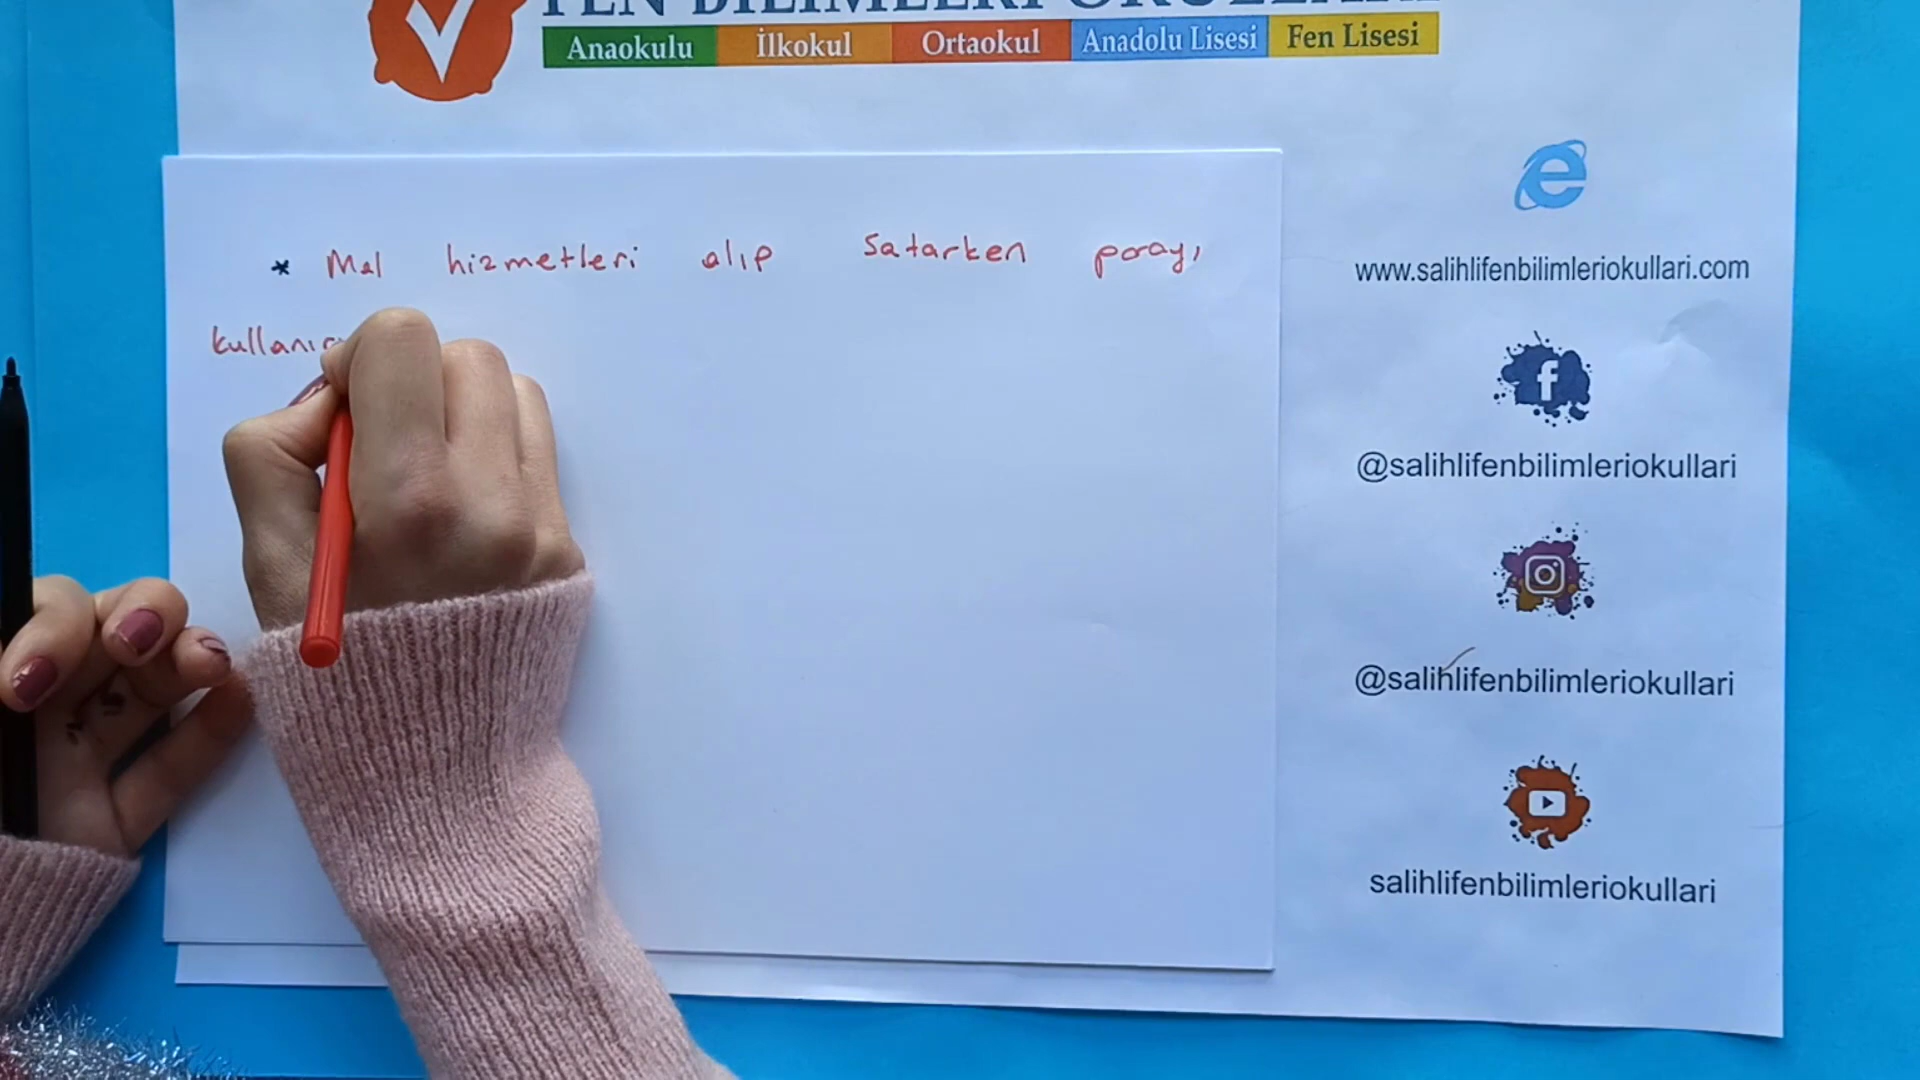 FEN BİLİMLERİ OKULLARI
Anaokulu İlkokul Ortaokul Anadolu Lisesi Fen Lisesi
* Mal hizmetleri alıp satarken parayı
www.salihlifenbilimleriokullari.com
@salihlifenbilimleriokullari
@salihlifenbilimleriokullari
salihlifenbilimleriokullari